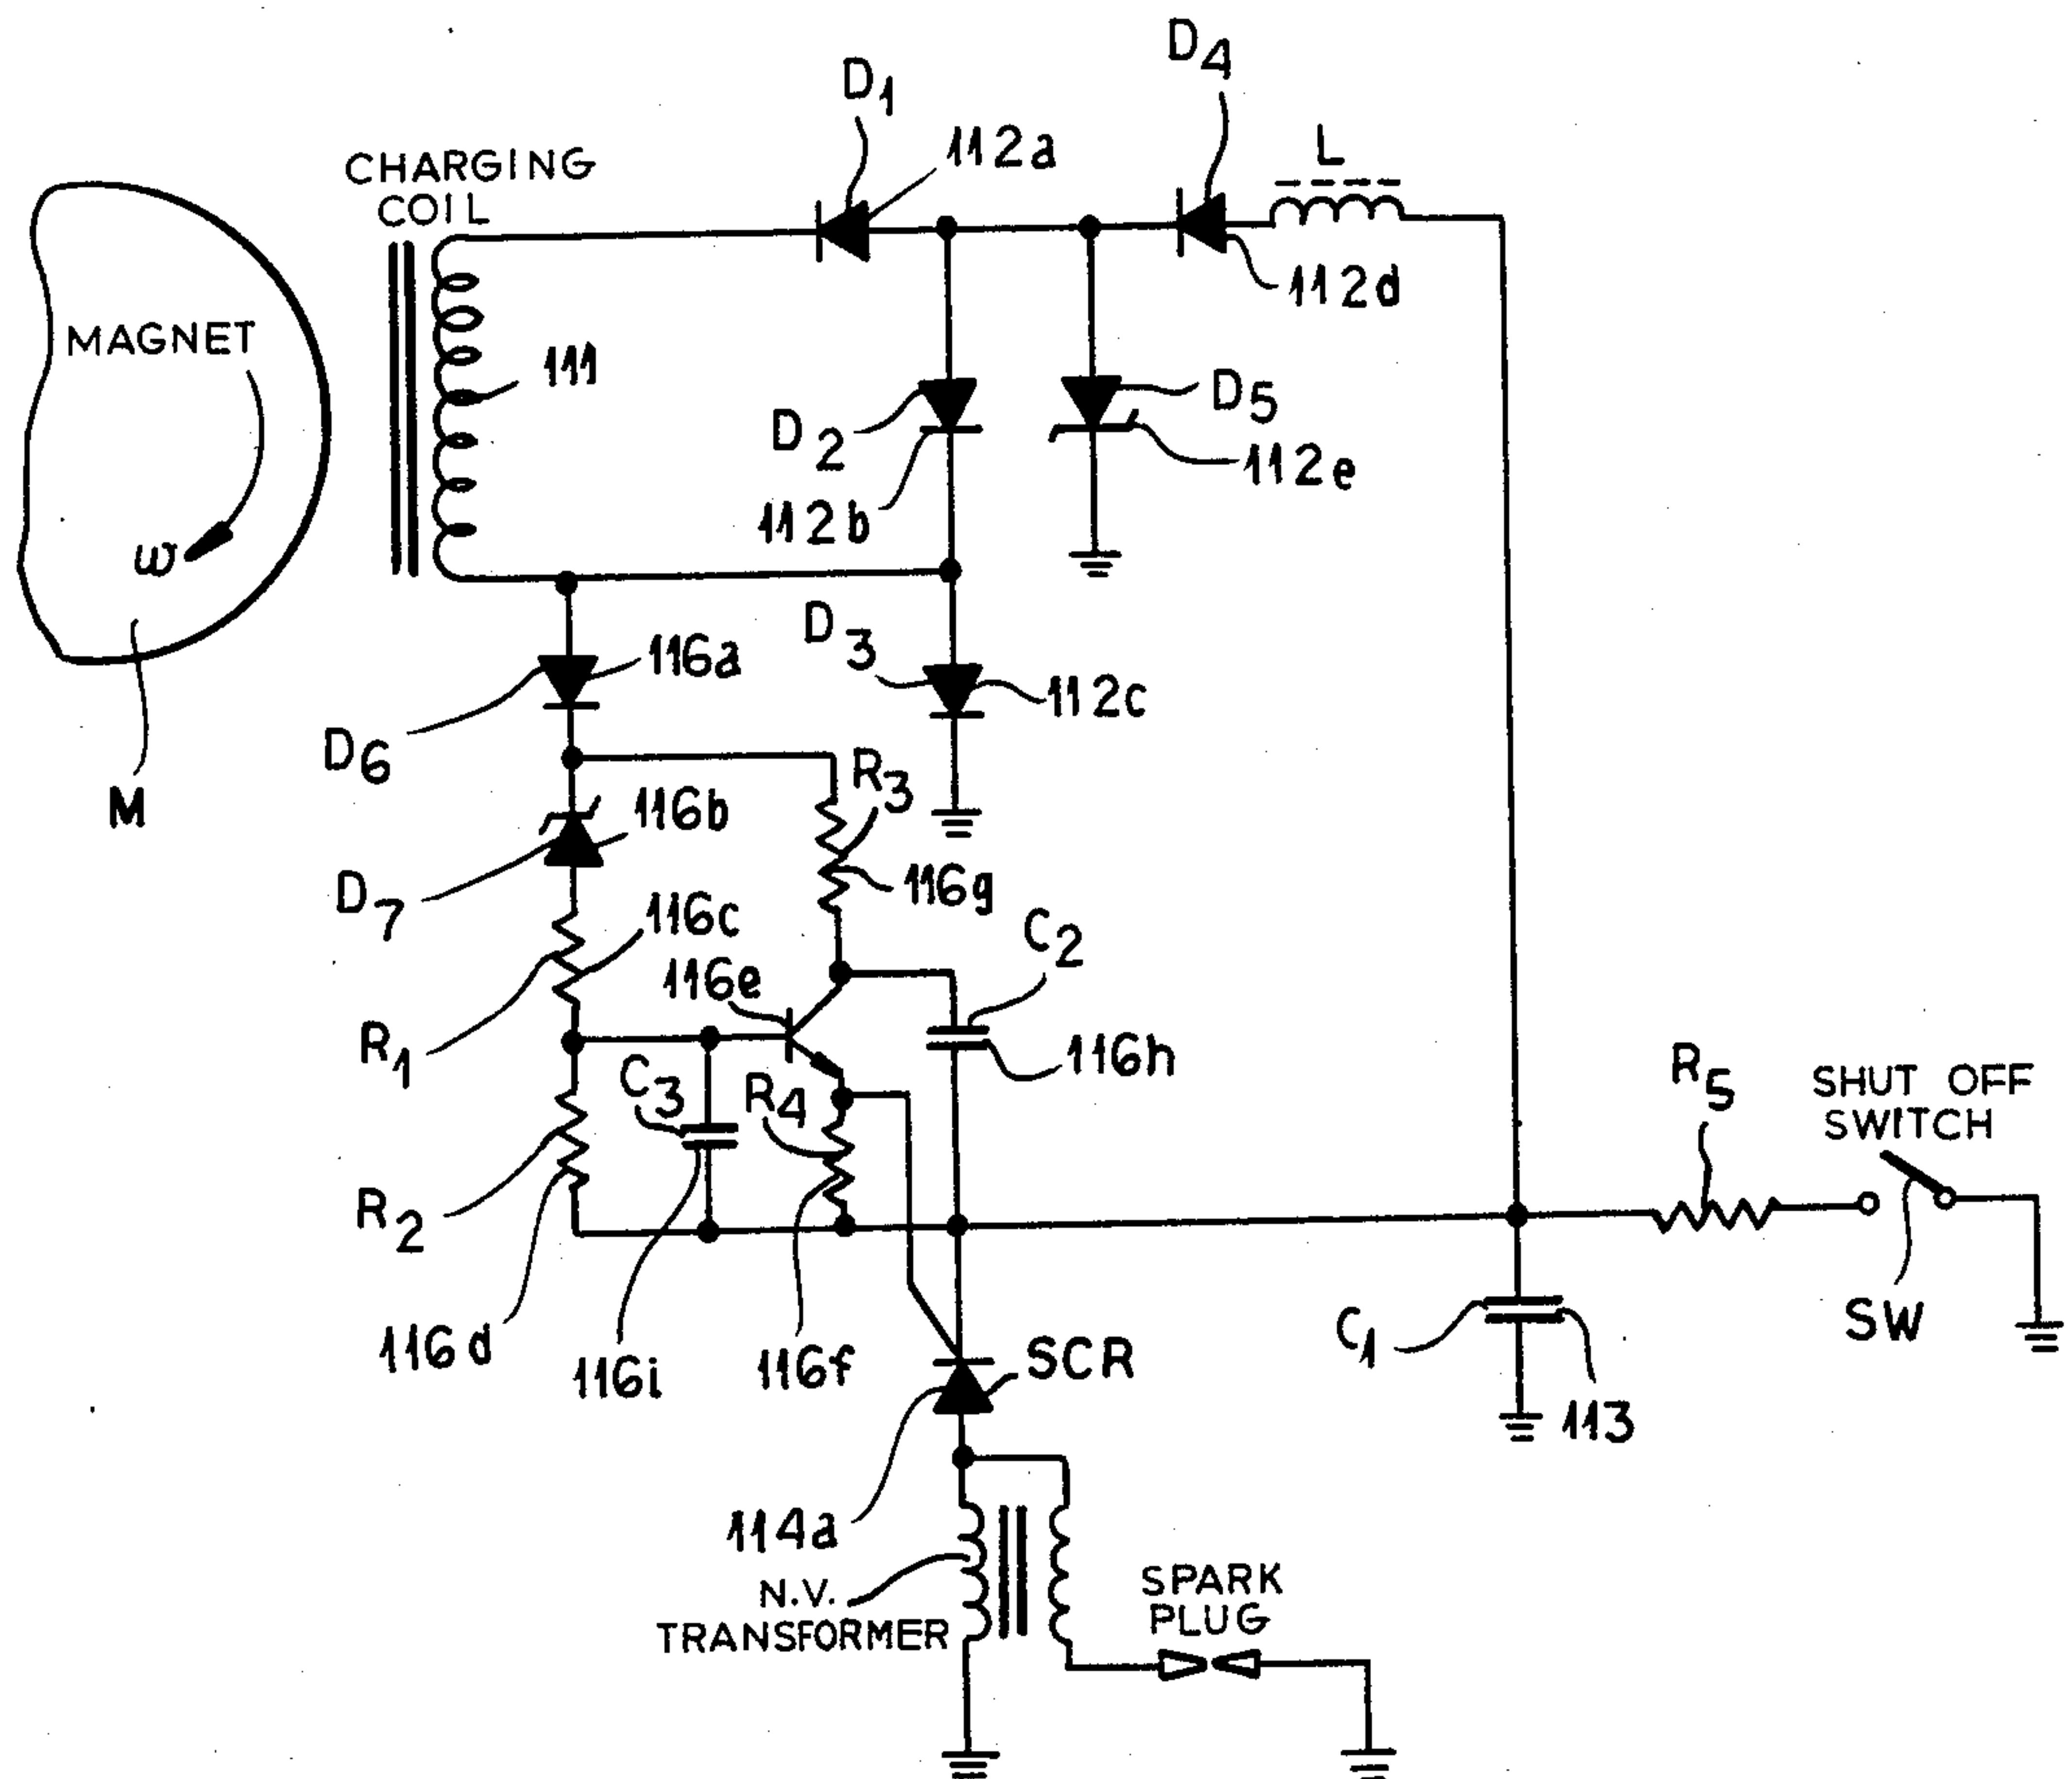 D4
D1
112a
L
CHARGING
COIL
112d
MAGNET
111
D5
D2
112e
112b
ω
D3
116a
112c
D6
R3
116b
M
D7
116g
116c
C2
116e
R1
116h
C3
R4
R5
SHUT OFF
SWITCH
R2
C1
SW
116d
116i
116f
SCR
113
114a
N.V.
TRANSFORMER
SPARK
PLUG